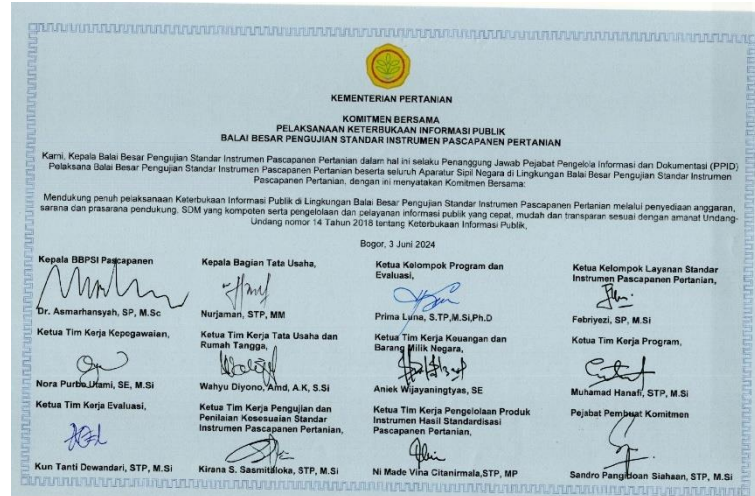 KEMENTERIAN PERTANIAN
KOMITMEN BERSAMA
PELAKSANAAN KETERBUKAAN INFORMASI PUBLIK
BALAI BESAR PENGUJIAN STANDAR INSTRUMEN PASCAPANEN PERTANIAN
Kami, Kepala Balai Besar Pengujian Standar Instrumen Pascapanen Pertanian dalam hal ini selaku Penanggung Jawab Pejabat Pengelola Informasi dan Dokumentasi (PPID)
Pelaksana Balai Besar Pengujian Standar Instrumen Pascapanen Pertanian beserta seluruh Aparatur Sipil Negara di Lingkungan Balai Besar Pengujian Standar Instrumen
Pascapanen Pertanian, dengan ini menyatakan Komitmen Bersama:
Mendukung penuh pelaksanaan Keterbukaan Informasi Publik di Lingkungan Balai Besar Pengujian Standar Instrumen Pascapanen Pertanian melalui penyediaan anggaran,
sarana dan prasarana pendukung, SDM yang kompoten serta pengelolaan dan pelayanan informasi publik yang cepat, mudah dan transparan sesuai dengan amanat Undang-
Undang nomor 14 Tahun 2018 tentang Keterbukaan Informasi Publik,
Bogor, 3 Juni 2024
Kepala BBPSI Pascapanen
Dr. Asmarhansyah, SP, M.Sc
Kepala Bagian Tata Usaha,
Nurjaman, STP, MM
Ketua Kelompok Program dan
Evaluasi,
Prima Luna, S.TP,M.Si,Ph.D
Ketua Kelompok Layanan Standar
Instrumen Pascapanen Pertanian,
Febriyezi, SP, M.Si
Ketua Tim Kerja Kepegawaian,
Nora Purbo Utami, SE, M.Si
Ketua Tim Kerja Tata Usaha dan
Rumah Tangga,
Wahyu Diyono, Amd, A.K, S.Si
Ketua Tim Kerja Keuangan dan
Barang Milik Negara,
Aniek Wijayaningtyas, SE
Ketua Tim Kerja Program,
Muhamad Hanafi, STP, M.Si
Ketua Tim Kerja Evaluasi,
Kun Tanti Dewandari, STP, M.Si
Ketua Tim Kerja Pengujian dan
Penilaian Kesesuaian Standar
Instrumen Pascapanen Pertanian,
Kirana S. Sasmitaloka, STP, M.Si
Ketua Tim Kerja Pengelolaan Produk
Instrumen Hasil Standardisasi
Pascapanen Pertanian,
Ni Made Vina Citanirmala,STP, MP
Pejabat Pembuat Komitmen
Sandro Pangidoan Siahaan, STP, M.Si